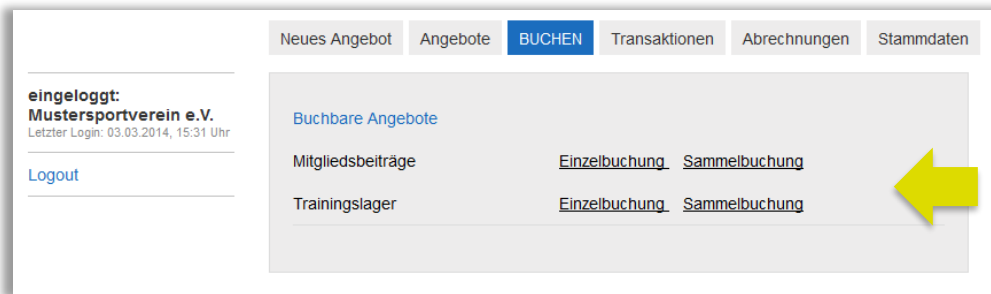 Neues Angebot Angebote BUCHEN Transaktionen Abrechnungen Stammdaten
eingeloggt:
Mustersportverein e.V.
Letzter Login: 03.03.2014, 15:31 Uhr
Logout
Buchbare Angebote
Mitgliedsbeiträge Einzelbuchung Sammelbuchung
Trainingslager Einzelbuchung Sammelbuchung